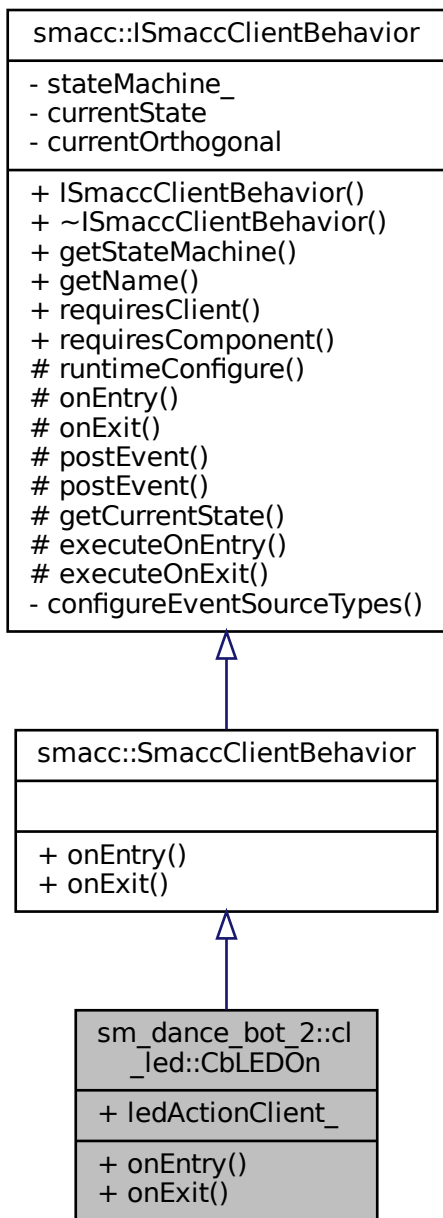 smacc::ISmaccClientBehavior
- stateMachine_
- currentState
- currentOrthogonal
+ ISmaccClientBehavior()
+ ~ISmaccClientBehavior()
+ getStateMachine()
+ getName()
+ requiresClient()
+ requiresComponent()
# runtimeConfigure()
# onEntry()
# onExit()
# postEvent()
# postEvent()
# getCurrentState()
# executeOnEntry()
# executeOnExit()
- configureEventSourceTypes()
smacc::SmaccClientBehavior
+ onEntry()
+ onExit()
sm_dance_bot_2::cl
_led::CbLEDOn
+ ledActionClient_
+ onEntry()
+ onExit()